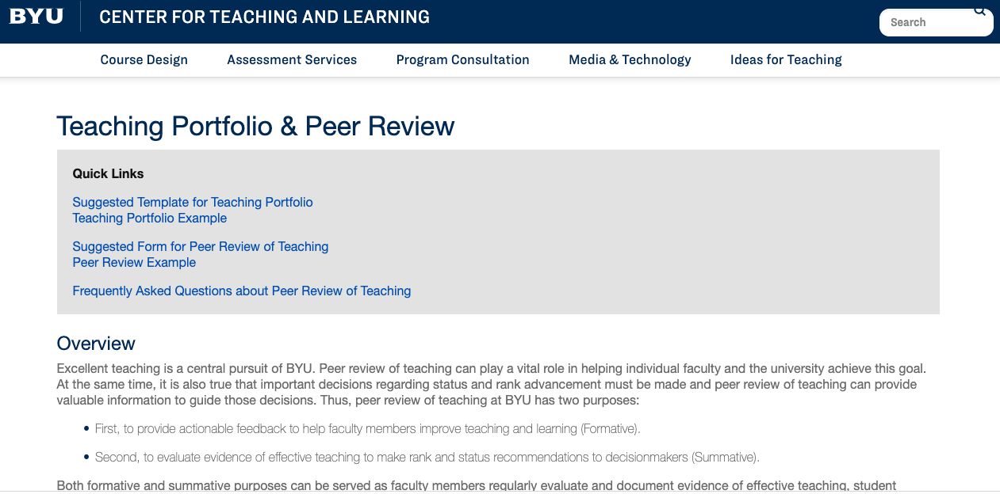 BYU
CENTER FOR TEACHING AND LEARNING
Search
Course Design Assessment Services Program Consultation Media & Technology Ideas for Teaching
Teaching Portfolio & Peer Review
Quick Links
Suggested Template for Teaching Portfolio
Teaching Portfolio Example
Suggested Form for Peer Review of Teaching
Peer Review Example
Frequently Asked Questions about Peer Review of Teaching
Overview
Excellent teaching is a central pursuit of BYU. Peer review of teaching can play a vital role in helping individual faculty and the university achieve this goal.
At the same time, it is also true that important decisions regarding status and rank advancement must be made and peer review of teaching can provide
valuable information to guide those decisions. Thus, peer review of teaching at BYU has two purposes:
• First, to provide actionable feedback to help faculty members improve teaching and learning (Formative).
• Second, to evaluate evidence of effective teaching to make rank and status recommendations to decisionmakers (Summative).
Both formative and summative purposes can be served as faculty members regularly evaluate and document evidence of effective teaching, student